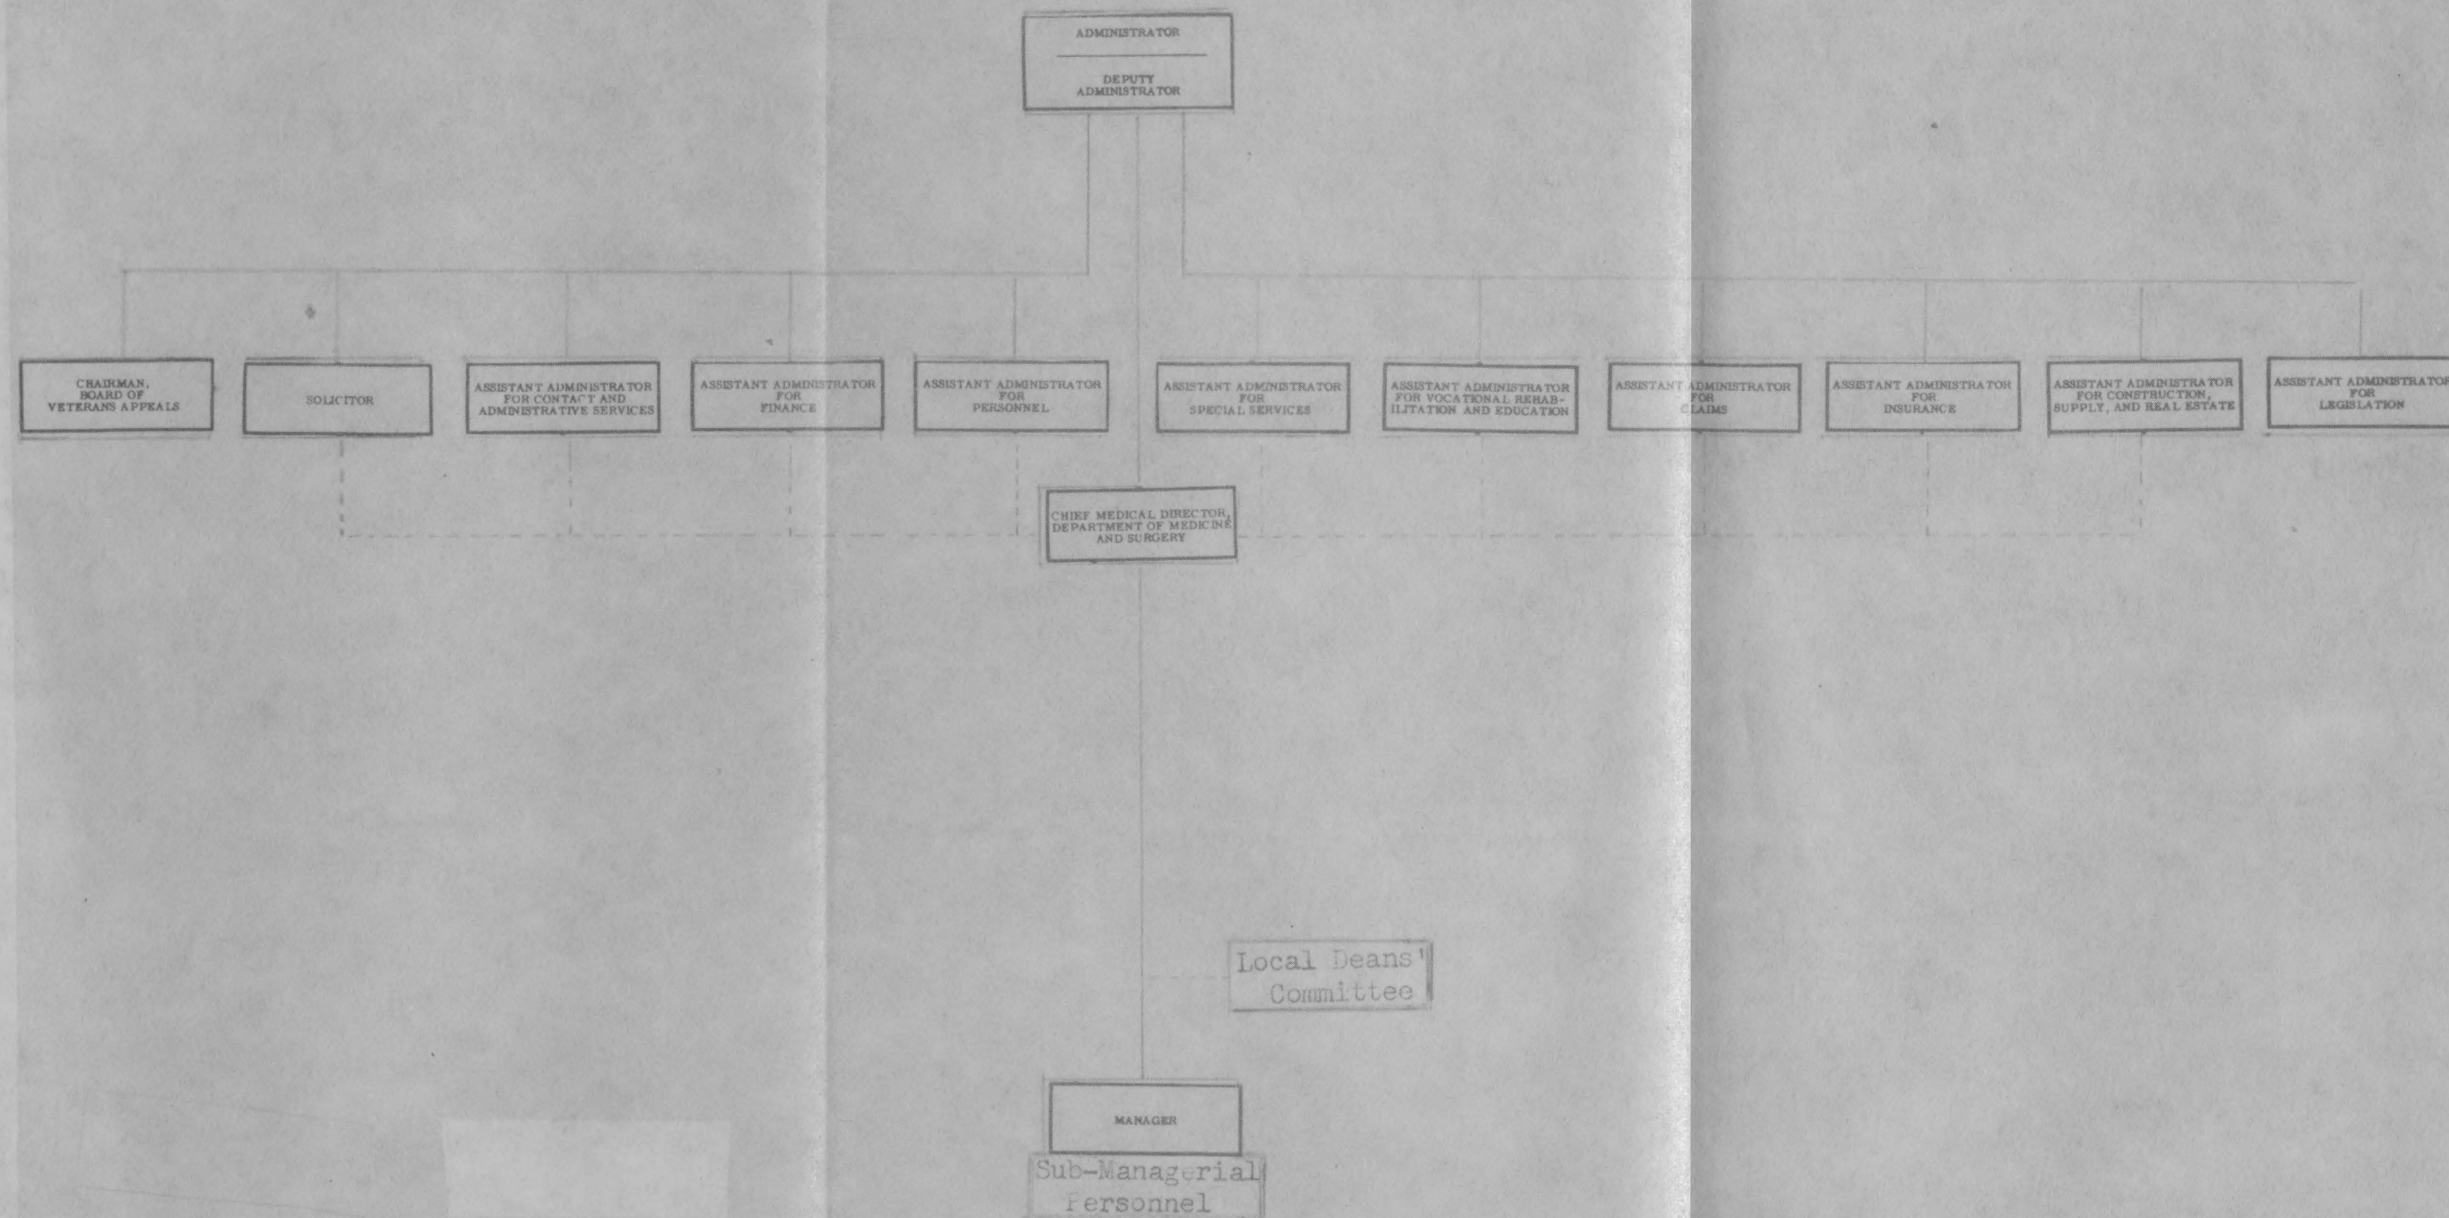 ADMINISTRATOR
DEPUTY
ADMINISTRATOR
CHAIRMAN,
BOARD OF
VETERANS APPEALS
SOLICITOR
ASSISTANT ADMINISTRATOR
FOR CONTACT AND
ADMINISTRATIVE SERVICES
ASSISTANT ADMINISTRATOR
FOR
FINANCE
ASSISTANT ADMINISTRATOR
FOR
PERSONNEL
ASSISTANT ADMINISTRATOR
FOR
SPECIAL SERVICES
ASSISTANT ADMINISTRATOR
FOR VOCATIONAL REHAB-
ILITATION AND EDUCATION
ASSISTANT ADMINISTRATOR
FOR
CLAIMS
ASSISTANT ADMINISTRATOR
FOR
INSURANCE
ASSISTANT ADMINISTRATOR
FOR CONSTRUCTION,
SUPPLY, AND REAL ESTATE
ASSISTANT ADMINISTRATOR
FOR
LEGISLATION
CHIEF MEDICAL DIRECTOR,
DEPARTMENT OF MEDICINE
AND SURGERY
Local Deans'
Committee
MANAGER
Sub-Managerial
Personnel